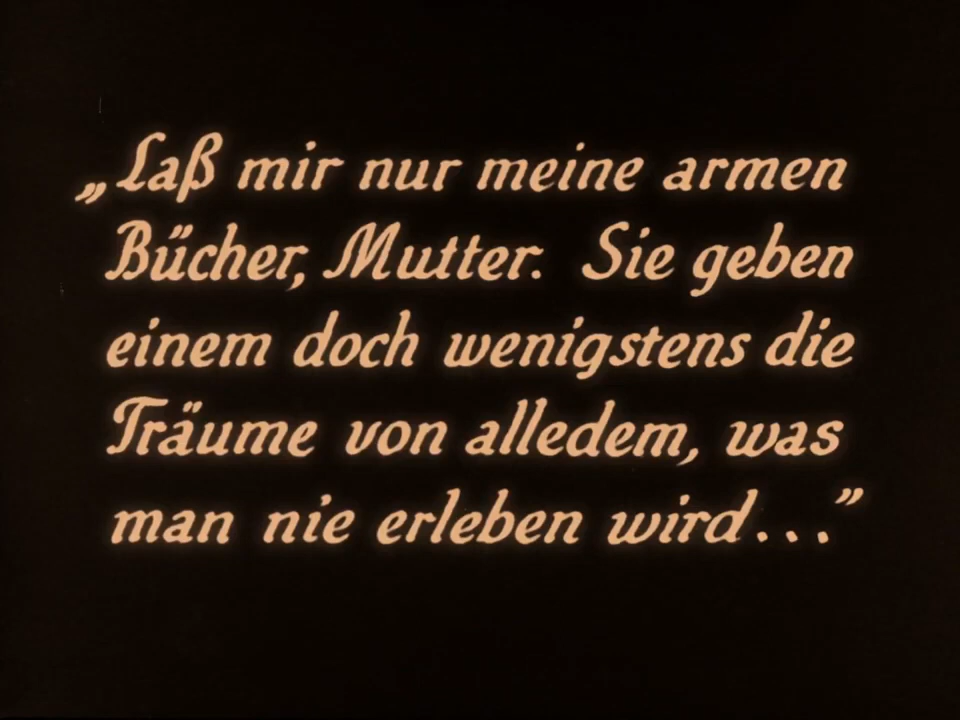 „Laß mir nur meine armen
Bücher, Mutter. Sie geben
einem doch wenigstens die
Träume von alledem, was
man nie erleben wird...”